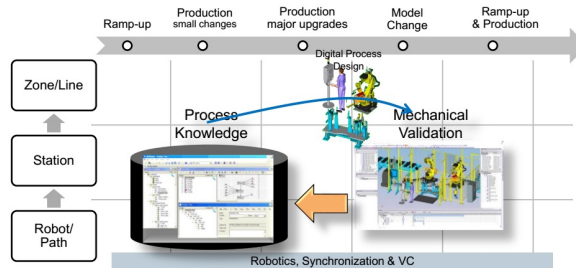 Ramp-up
Production
small changes
Production
major upgrades
Model
Change
Ramp-up
& Production
Digital Process
Design
Zone/Line
Process
Knowledge
Mechanical
Validation
Station
Robot/
Path
Robotics, Synchronization & VC